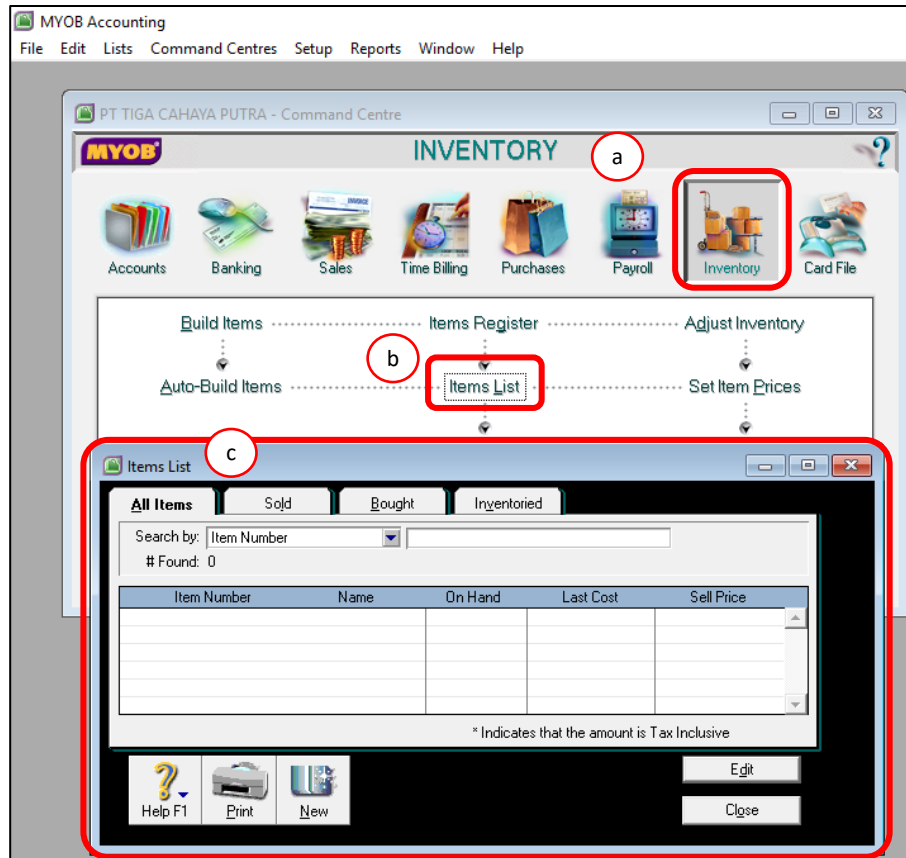 MYOB Accounting
File Edit Lists Command Centres Setup Reports Window Help
PT TIGA CAHAYA PUTRA - Command Centre
MYOB INVENTORY a ?
INVOICE
Accounts Banking Sales Time Billing Purchases Payroll Inventory Card File
Build Items Items Register Adjust Inventory
b
Auto-Build Items Items List Set Item Prices
c
Items List
All Items Sold Bought Inventoried
Search by: Item Number
# Found: 0
Item Number Name On Hand Last Cost Sell Price
* Indicates that the amount is Tax Inclusive
Help F1 Print New
Edit
Close